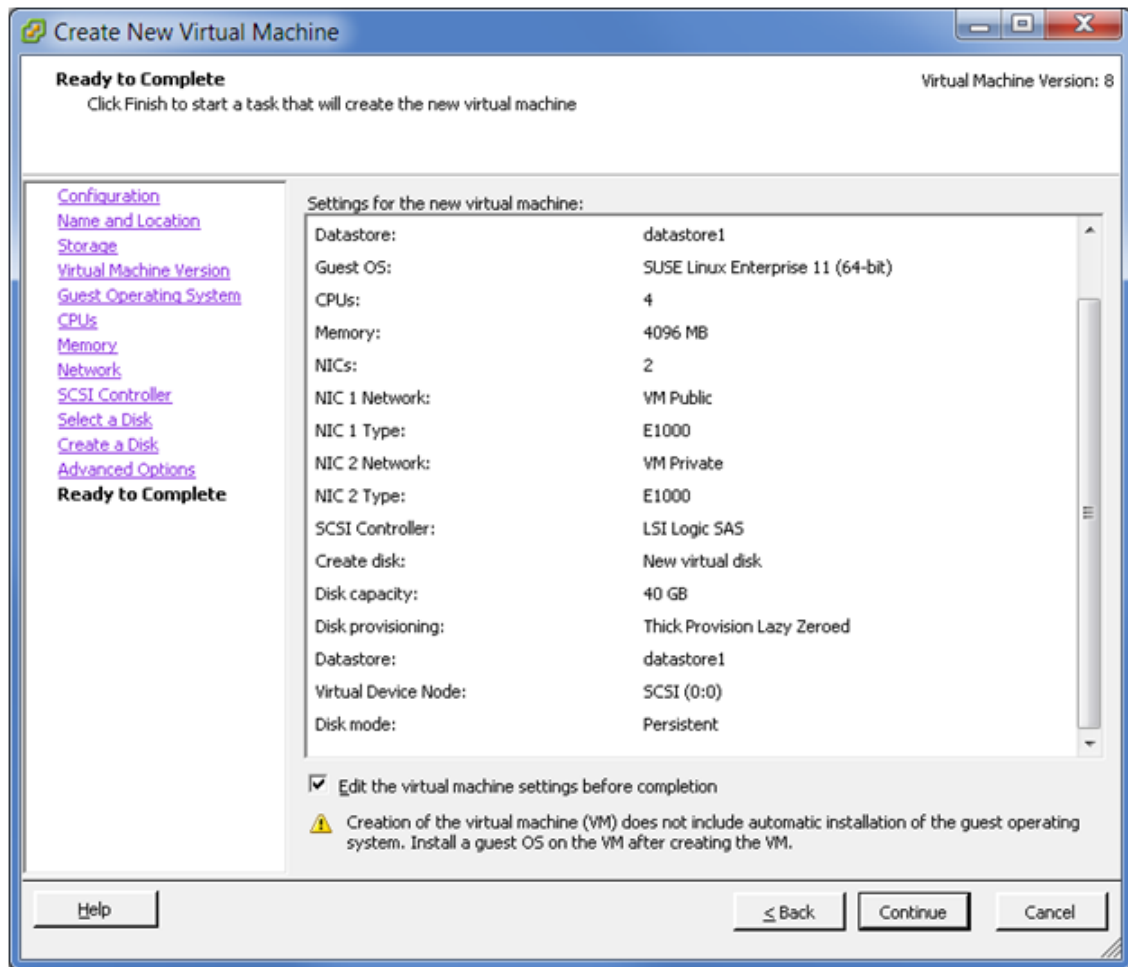 Create New Virtual Machine
Ready to Complete
Virtual Machine Version: 8
Click Finish to start a task that will create the new virtual machine
Configuration
Name and Location
Storage
Virtual Machine Version
Guest Operating System
CPUs
Memory
Network
SCSI Controller
Select a Disk
Create a Disk
Advanced Options
Ready to Complete
Settings for the new virtual machine:
Datastore: datastore1
Guest OS: SUSE Linux Enterprise 11 (64-bit)
CPUs: 4
Memory: 4096 MB
NICs: 2
NIC 1 Network: VM Public
NIC 1 Type: E1000
NIC 2 Network: VM Private
NIC 2 Type: E1000
SCSI Controller: LSI Logic SAS
Create disk: New virtual disk
Disk capacity: 40 GB
Disk provisioning: Thick Provision Lazy Zeroed
Datastore: datastore1
Virtual Device Node: SCSI (0:0)
Disk mode: Persistent
Edit the virtual machine settings before completion
Creation of the virtual machine (VM) does not include automatic installation of the guest operating
system. Install a guest OS on the VM after creating the VM.
Help
< Back
Continue
Cancel